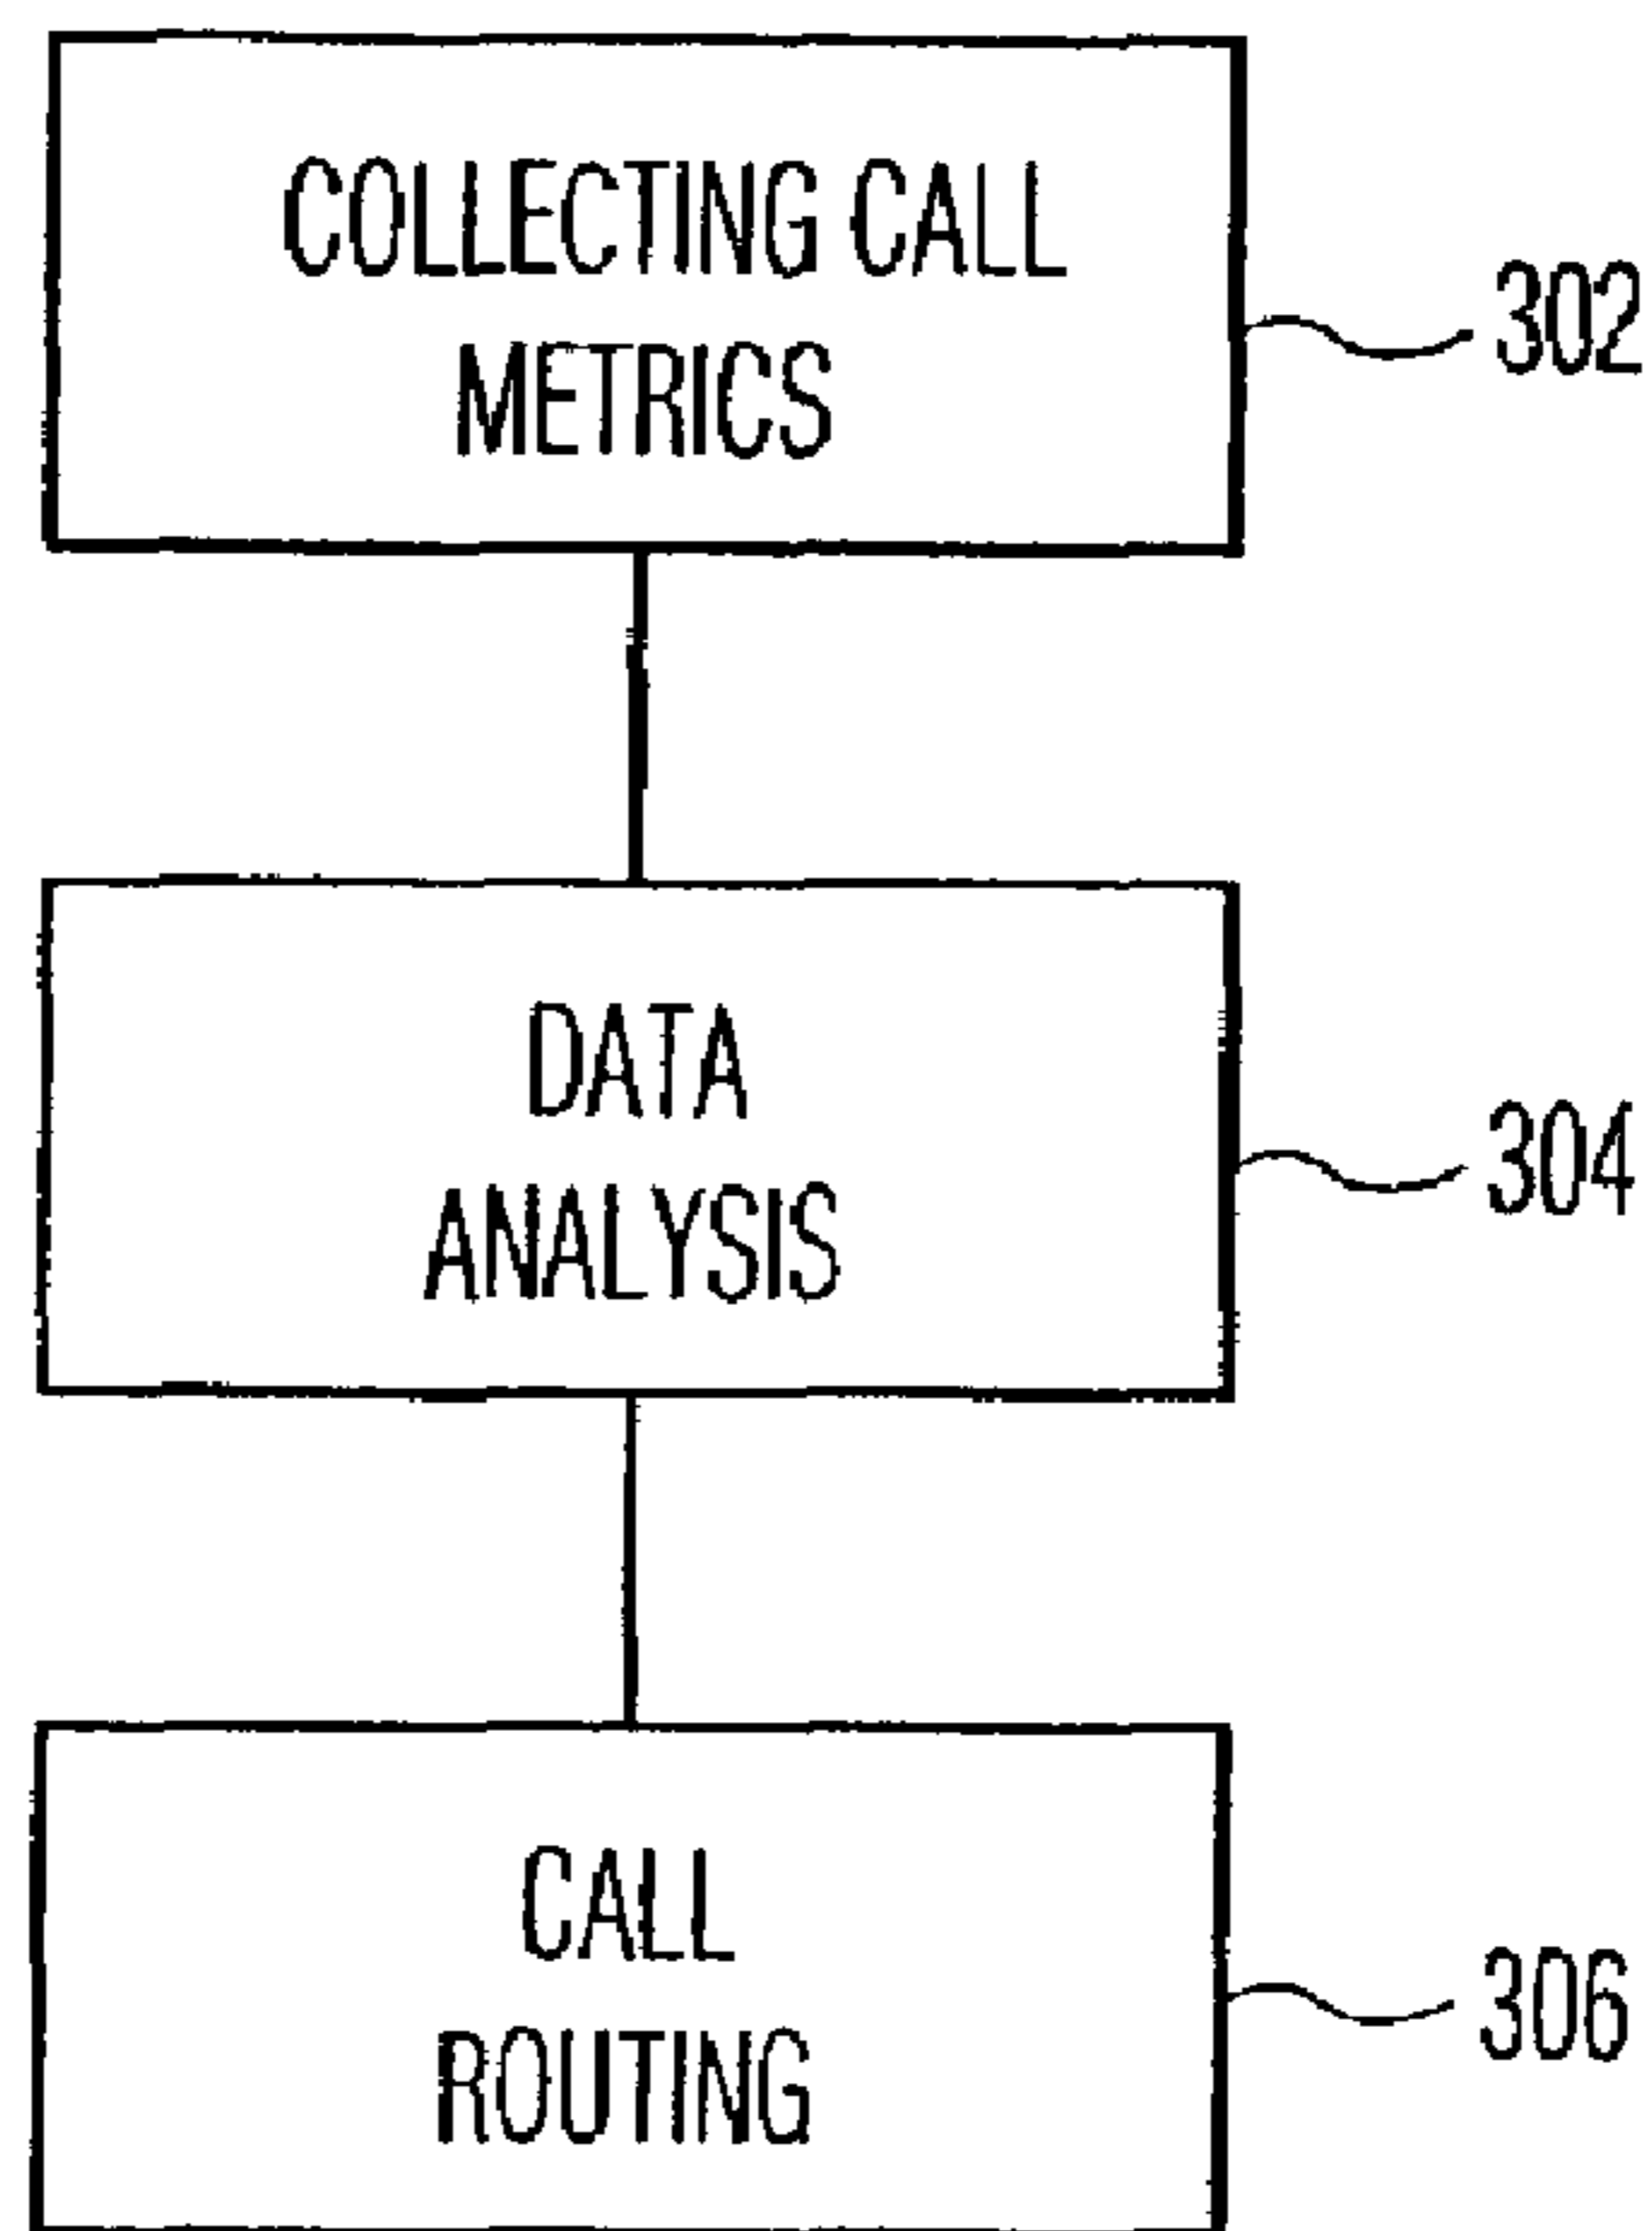 COLLECTING CALL
METRICS
302
DATA
ANALYSIS
304
CALL
ROUTING
306